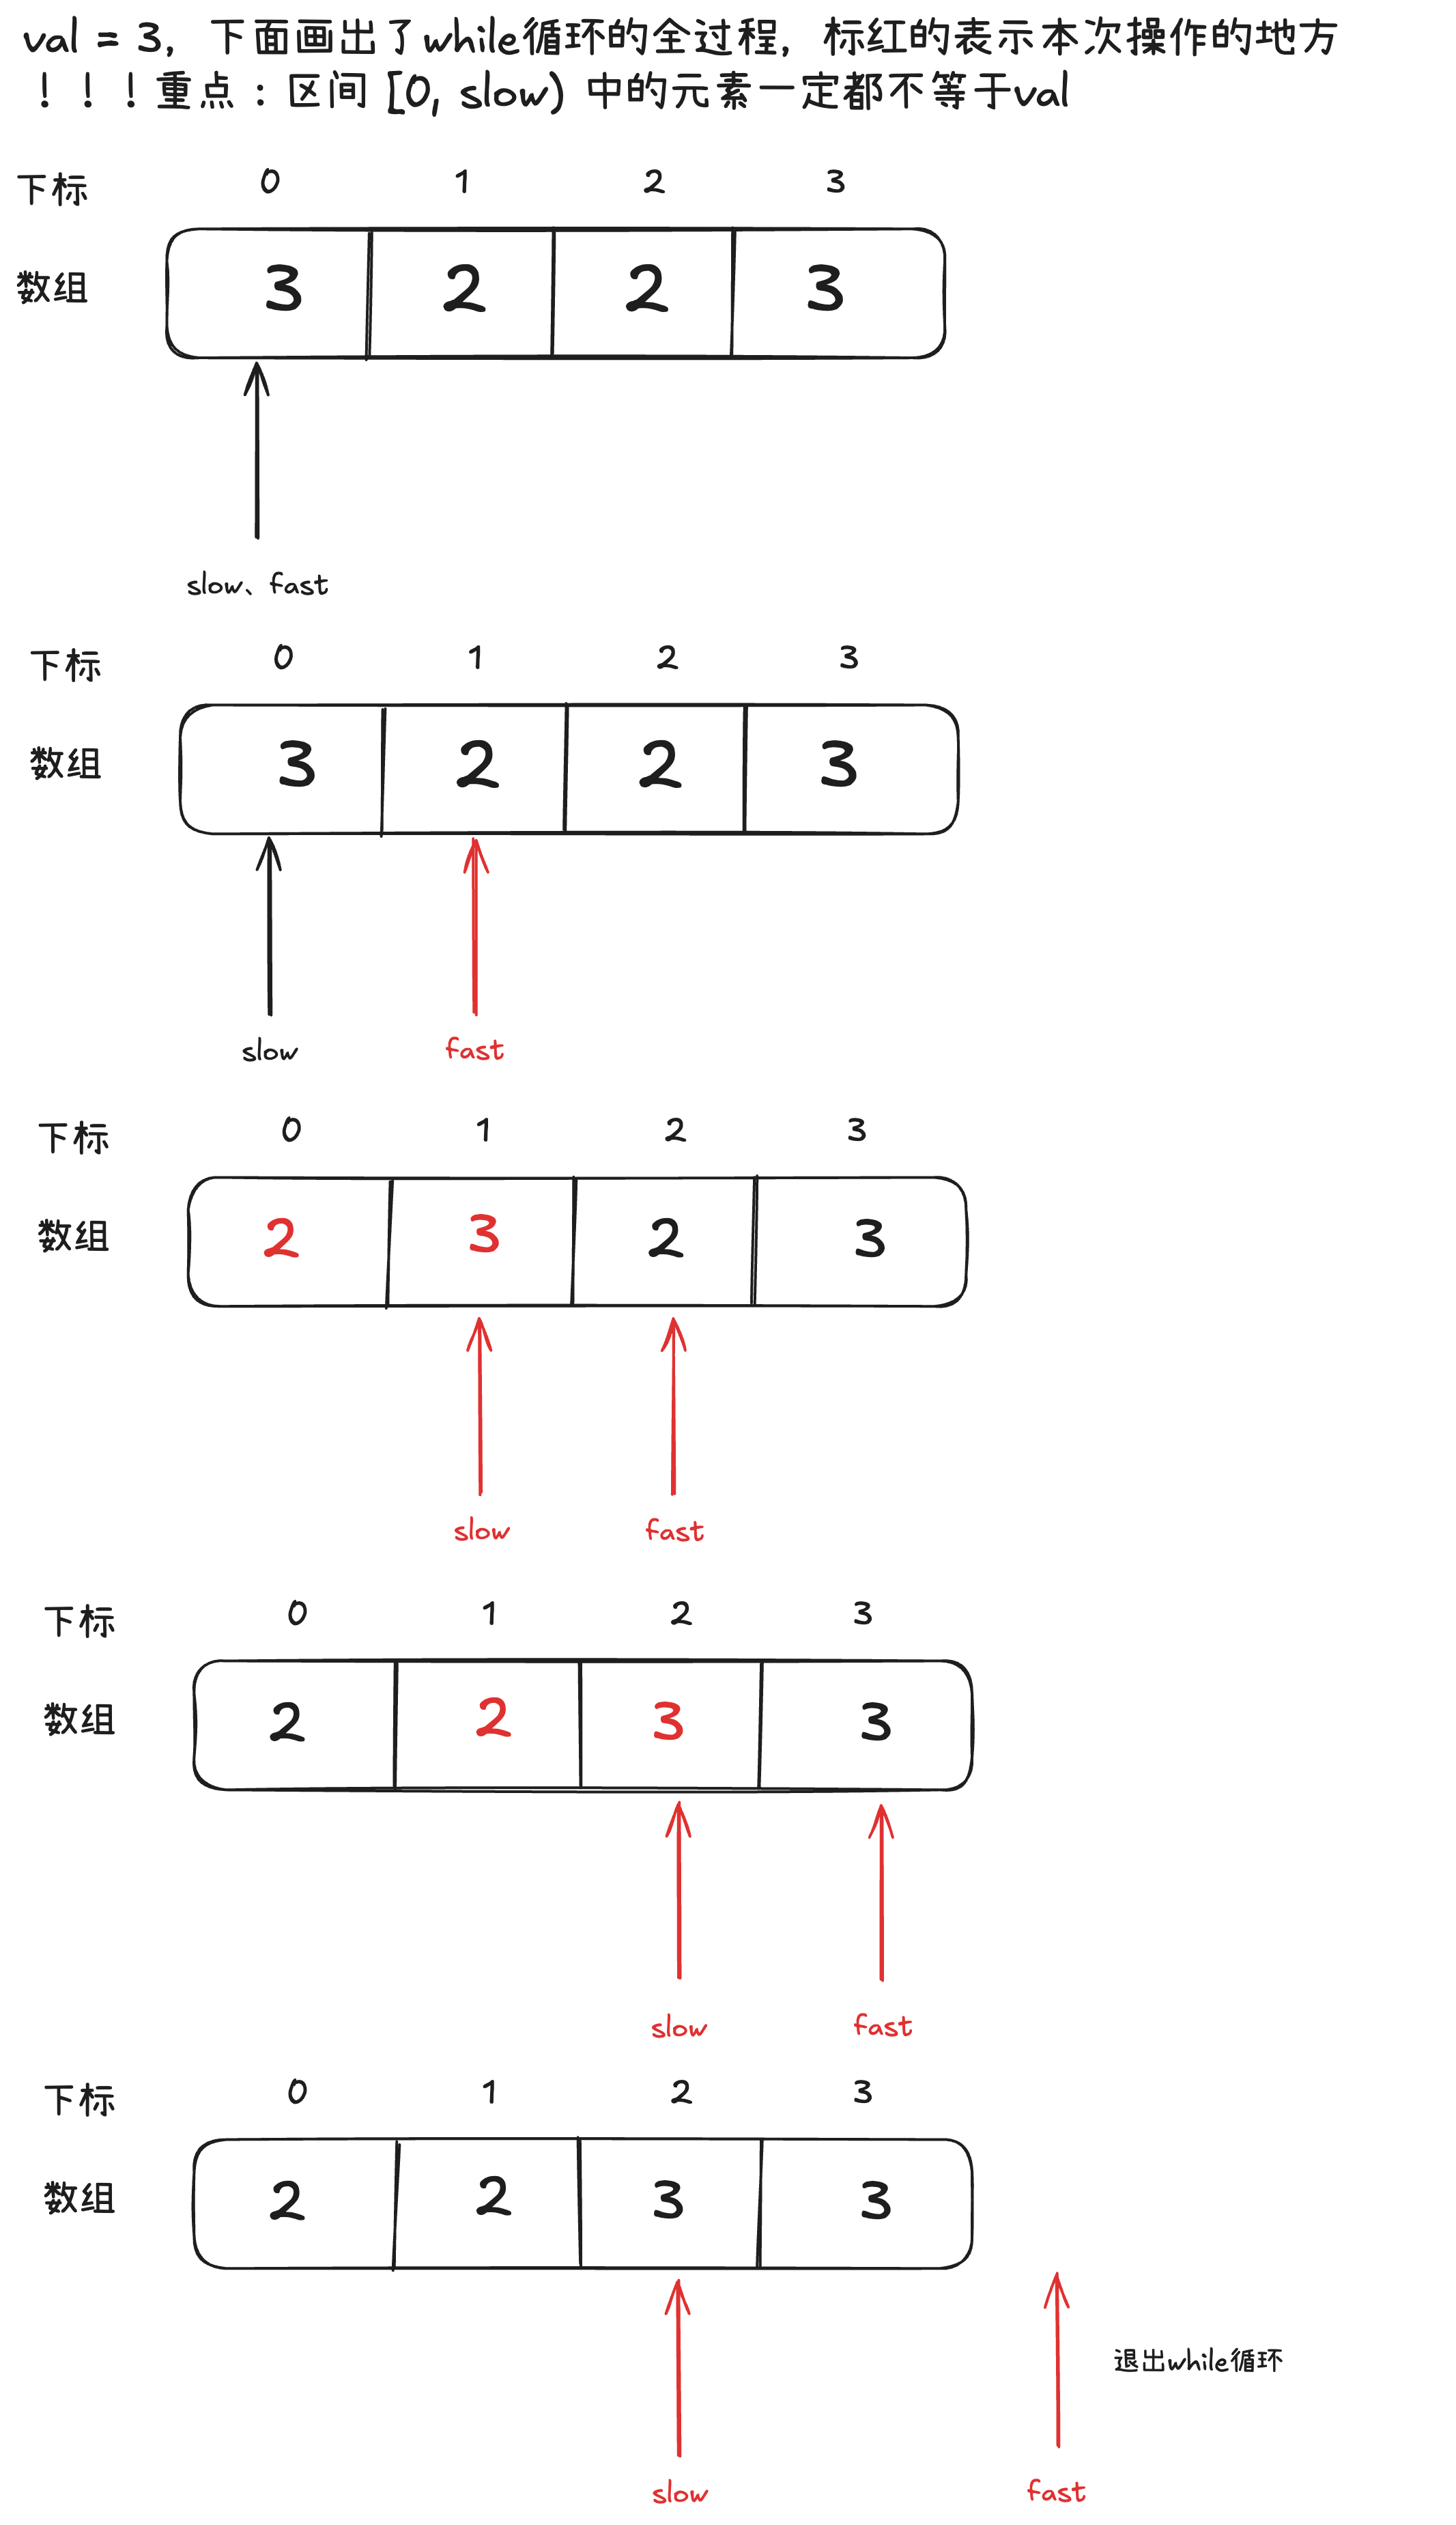 val = 3，下面画出了while循环的全过程，标红的表示本次操作的地方
！！！重点：区间 [0, slow) 中的元素一定都不等于val
下标 0 1 2 3
数组 3 2 2 3
slow、fast
下标 0 1 2 3
数组 3 2 2 3
slow fast
下标 0 1 2 3
数组 2 3 2 3
slow fast
下标 0 1 2 3
数组 2 2 3 3
slow fast
下标 0 1 2 3
数组 2 2 3 3
退出while循环
slow fast